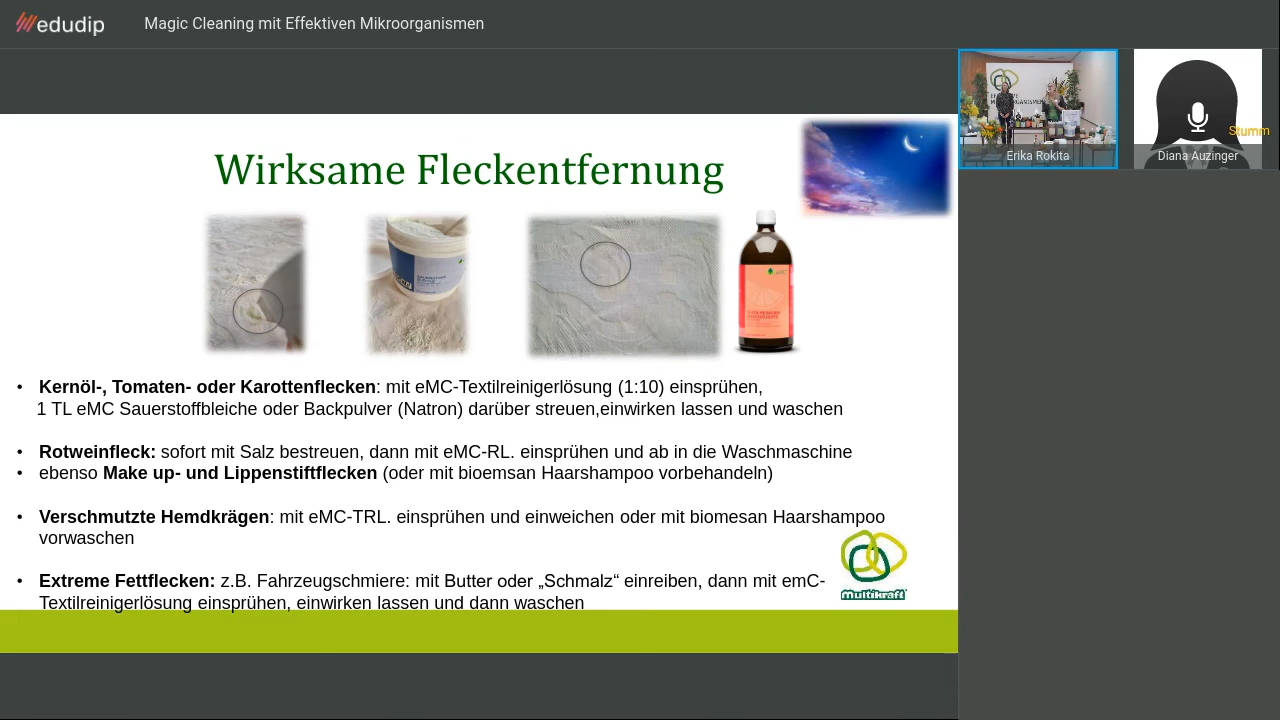 edudip
Magic Cleaning mit Effektiven Mikroorganismen
Erika Rokita
Stumm
Diana Auzinger
Wirksame Fleckentfernung
• Kernöl-, Tomaten- oder Karottenflecken: mit eMC-Textilreinigerlösung (1:10) einsprühen,
1 TL eMC Sauerstoffbleiche oder Backpulver (Natron) darüber streuen,einwirken lassen und waschen
• Rotweinfleck: sofort mit Salz bestreuen, dann mit eMC-RL. einsprühen und ab in die Waschmaschine
• ebenso Make up- und Lippenstiftflecken (oder mit bioemsan Haarshampoo vorbehandeln)
• Verschmutzte Hemdkrägen: mit eMC-TRL. einsprühen und einweichen oder mit biomesan Haarshampoo
vorwaschen
• Extreme Fettflecken: z.B. Fahrzeugschmiere: mit Butter oder „Schmalz“ einreiben, dann mit emC-
Textilreinigerlösung einsprühen, einwirken lassen und dann waschen
multikraft